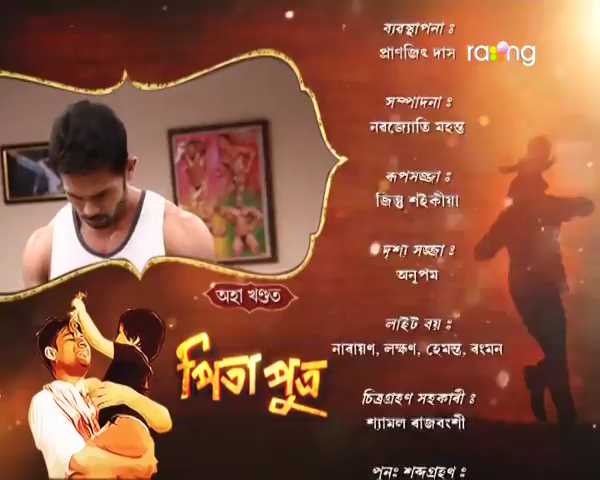 ব্যৱস্থাপনা :
প্ৰাণজিৎ দাস
rang
সম্পাদনা :
নৱজ্যোতি মহন্ত
ৰূপসজ্জা :
জিন্তু শইকীয়া
দৃশ্য সজ্জা :
অনুপম
অহা খণ্ডত
পিতা পুত্ৰ
লাইট বয় :
নাৰায়ণ, লক্ষণ, হেমন্ত, ৰংমন
চিত্ৰগ্ৰহণ সহকাৰী :
শ্যামল ৰাজবংশী
পুনঃ শব্দগ্ৰহণ :